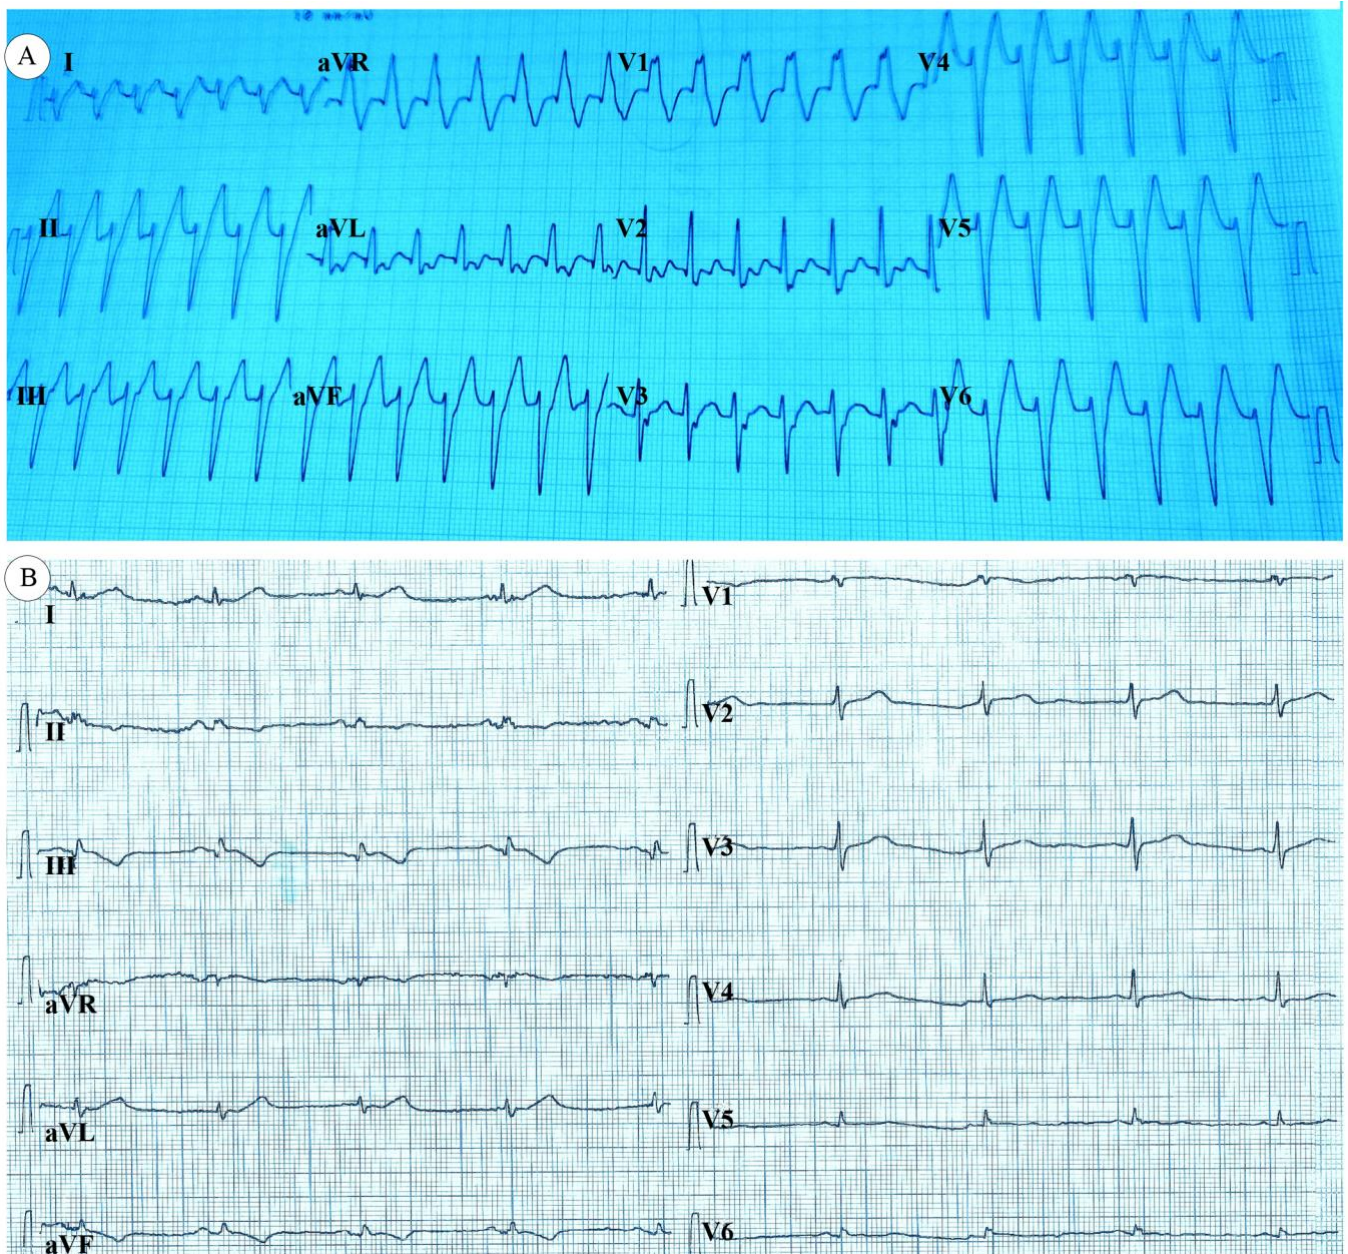 A
I aVR V1 V4
II aVL V2 V5
III aVF V3 V6
B
I V1
II V2
III V3
aVR V4
aVL V5
aVF V6